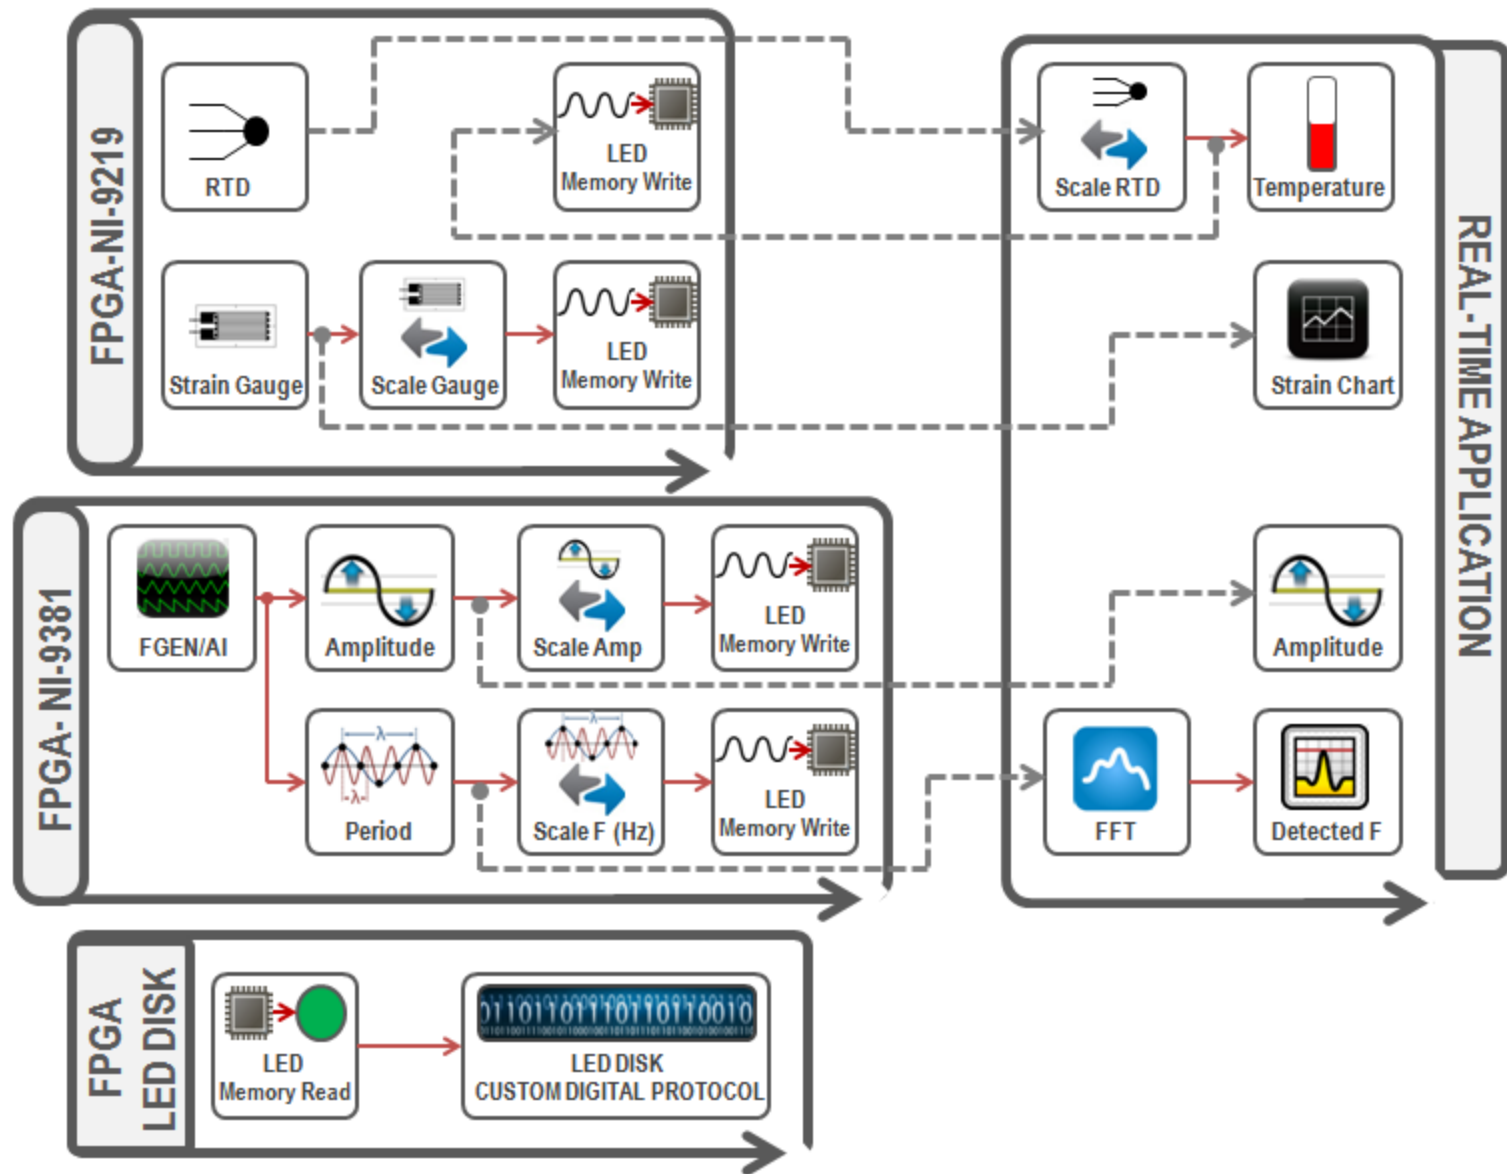 FPGA-NI-9219
RTD
LED
Memory Write
Strain Gauge
Scale Gauge
LED
Memory Write
REAL-TIME APPLICATION
Scale RTD
Temperature
Strain Chart
Amplitude
FFT
Detected F
FPGA- NI-9381
FGEN/AI
Amplitude
Scale Amp
LED
Memory Write
λ
λ
Period
λ
Scale F (Hz)
LED
Memory Write
FPGA
LED DISK
LED
Memory Read
LED DISK
CUSTOM DIGITAL PROTOCOL